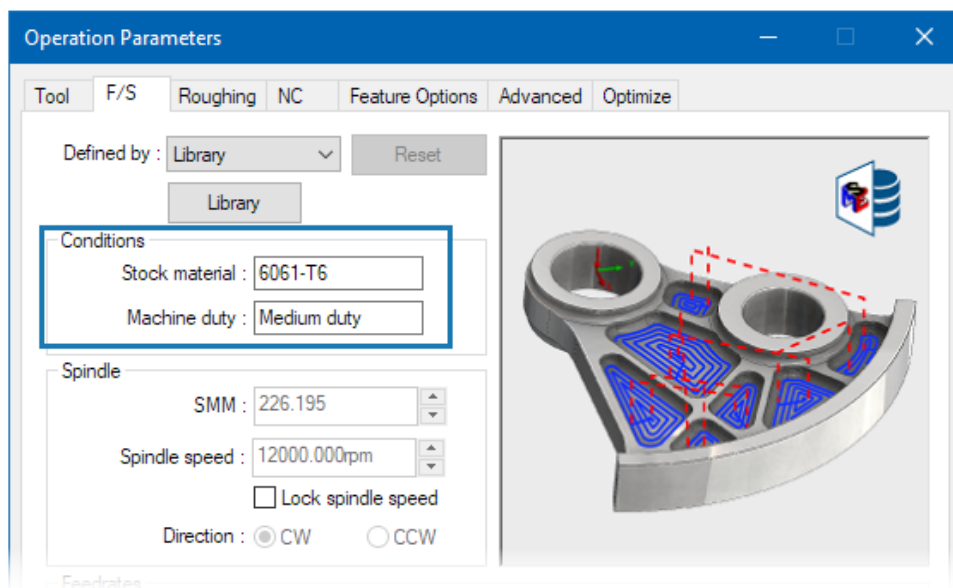 Operation Parameters
Tool F/S Roughing NC Feature Options Advanced Optimize
Defined by : Library Reset
Library
Conditions
Stock material : 6061-T6
Machine duty : Medium duty
Spindle
SMM : 226.195
Spindle speed : 12000.000rpm
Lock spindle speed
Direction : CW CCW
Feedrates